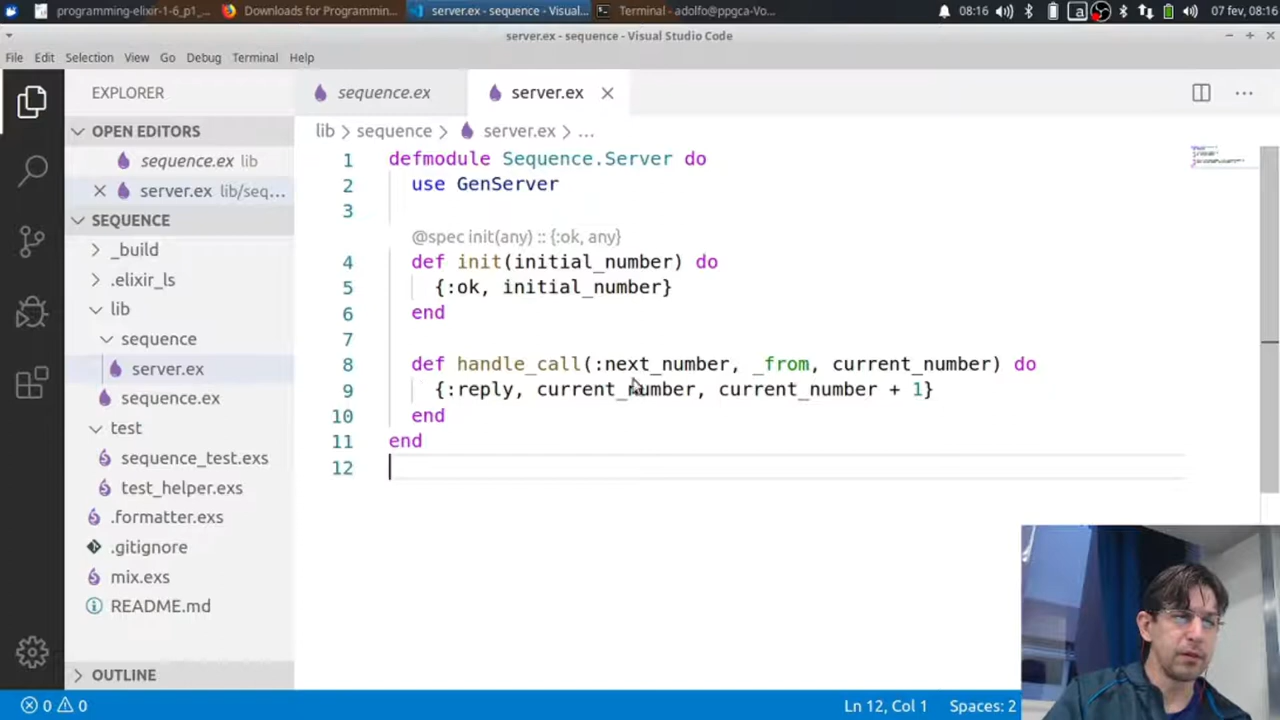 programming-elixir-1-6_p1_...
Downloads for Programmin...
server.ex - sequence - Visual...
Terminal - adolfo@ppgca-Vo...
08:16
07 fev, 08:16
server.ex - sequence - Visual Studio Code
File Edit Selection View Go Debug Terminal Help
EXPLORER
sequence.ex
server.ex
OPEN EDITORS
sequence.ex lib
server.ex lib/seq...
SEQUENCE
_build
.elixir_ls
lib
sequence
server.ex
sequence.ex
test
sequence_test.exs
test_helper.exs
.formatter.exs
.gitignore
mix.exs
README.md
OUTLINE
lib > sequence > server.ex > ...
1 defmodule Sequence.Server do
2 use GenServer
3
@spec init(any) :: {:ok, any}
4 def init(initial_number) do
5 {:ok, initial_number}
6 end
7
8 def handle_call(:next_number, _from, current_number) do
9 {:reply, current_number, current_number + 1}
10 end
11 end
12
0 0
Ln 12, Col 1
Spaces: 2